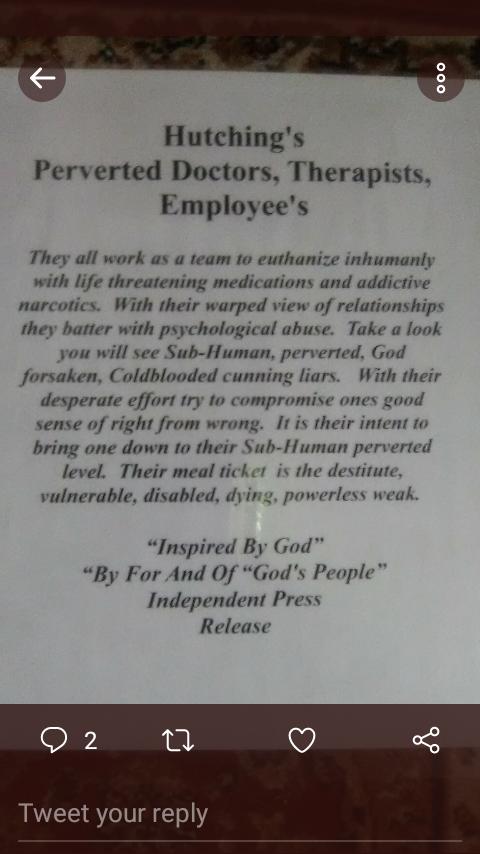 Hutching's
Perverted Doctors, Therapists,
Employee's
They all work as a team to euthanize inhumanly
with life threatening medications and addictive
narcotics.  With their warped view of relationships
they batter with psychological abuse.  Take a look
you will see Sub-Human, perverted, God
forsaken, Coldblooded cunning liars.   With their
desperate effort try to compromise ones good
sense of right from wrong.  It is their intent to
bring one down to their Sub-Human perverted
level.  Their meal ticket  is the destitute,
vulnerable, disabled, dying, powerless weak.
“Inspired By God”
“By For And Of “God's People”
Independent Press
Release
2
Tweet your reply